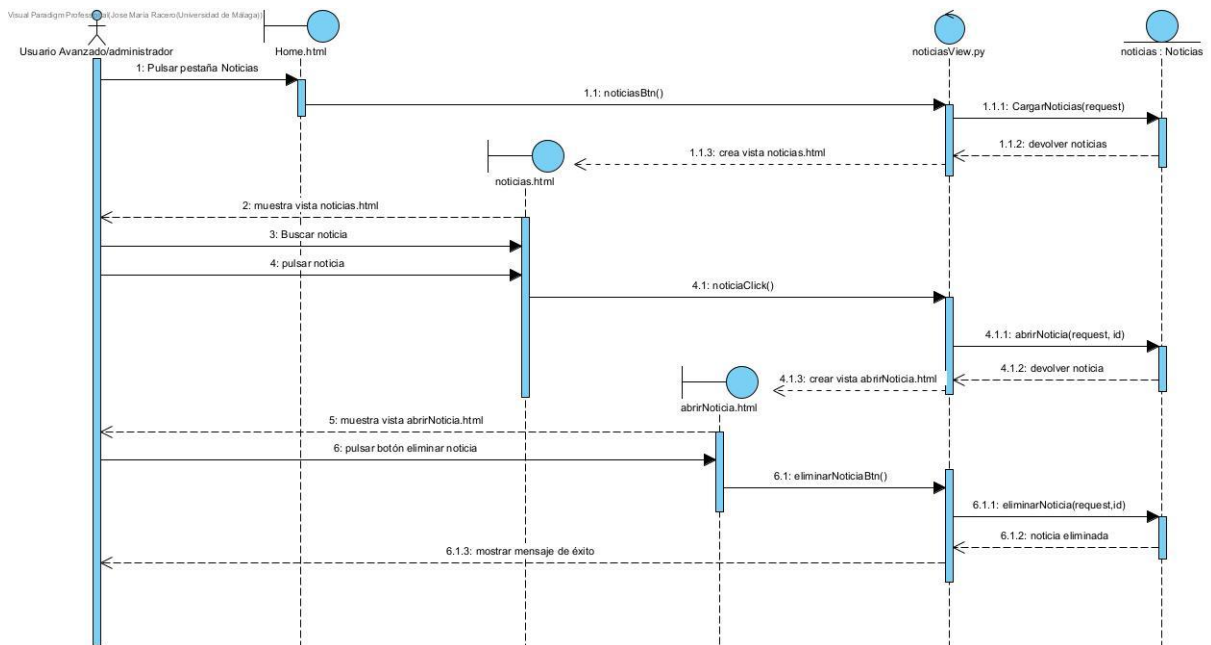 Visual Paradigm Professional(Jose María Racero(Universidad de Málaga))
Usuario Avanzado/administrador
Home.html
noticiasView.py
noticias : Noticias
1: Pulsar pestaña Noticias
1.1: noticiasBtn()
1.1.1: CargarNoticias(request)
1.1.2: devolver noticias
1.1.3: crea vista noticias.html
noticias.html
2: muestra vista noticias.html
3: Buscar noticia
4: pulsar noticia
4.1: noticiaClick()
4.1.1: abrirNoticia(request, id)
4.1.2: devolver noticia
4.1.3: crear vista abrirNoticia.html
abrirNoticia.html
5: muestra vista abrirNoticia.html
6: pulsar botón eliminar noticia
6.1: eliminarNoticiaBtn()
6.1.1: eliminarNoticia(request,id)
6.1.2: noticia eliminada
6.1.3: mostrar mensaje de éxito